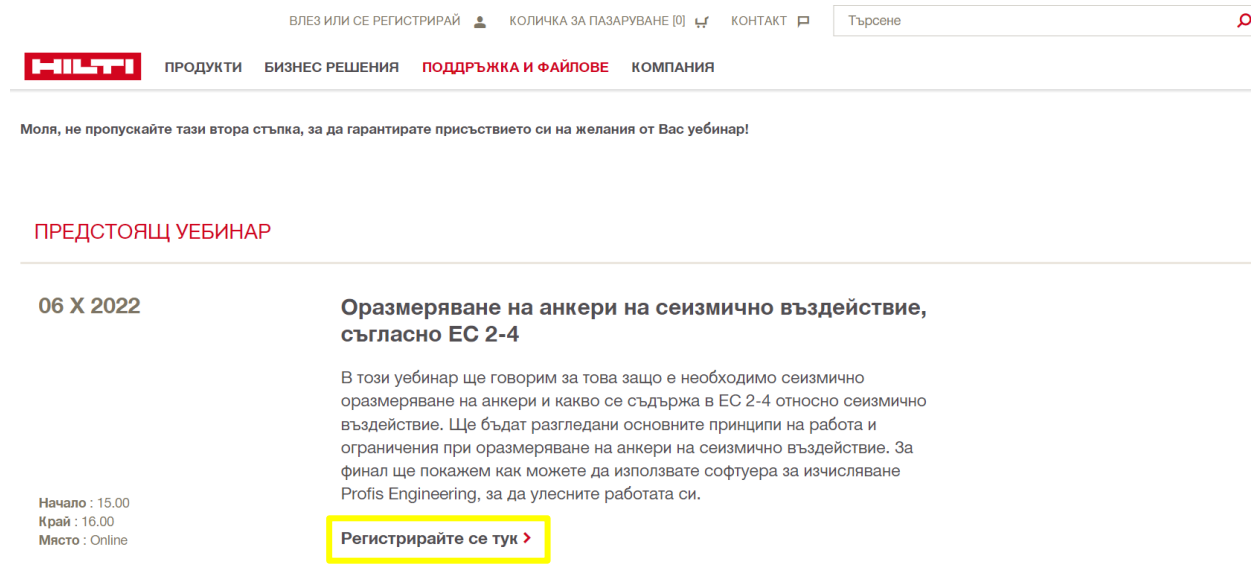 ВЛЕЗ ИЛИ СЕ РЕГИСТРИРАЙ КОЛИЧКА ЗА ПАЗАРУВАНЕ [0] КОНТАКТ Търсене
HILTI ПРОДУКТИ БИЗНЕС РЕШЕНИЯ ПОДДРЪЖКА И ФАЙЛОВЕ КОМПАНИЯ
Моля, не пропускайте тази втора стъпка, за да гарантирате присъствието си на желания от Вас уебинар!
ПРЕДСТОЯЩ УЕБИНАР
06 X 2022
Оразмеряване на анкери на сеизмично въздействие,
съгласно ЕС 2-4
В този уебинар ще говорим за това защо е необходимо сеизмично
оразмеряване на анкери и какво се съдържа в ЕС 2-4 относно сеизмично
въздействие. Ще бъдат разгледани основните принципи на работа и
ограничения при оразмеряване на анкери на сеизмично въздействие. За
финал ще покажем как можете да използвате софтуера за изчисляване
Profis Engineering, за да улесните работата си.
Начало : 15.00
Край : 16.00
Място : Online
Регистрирайте се тук